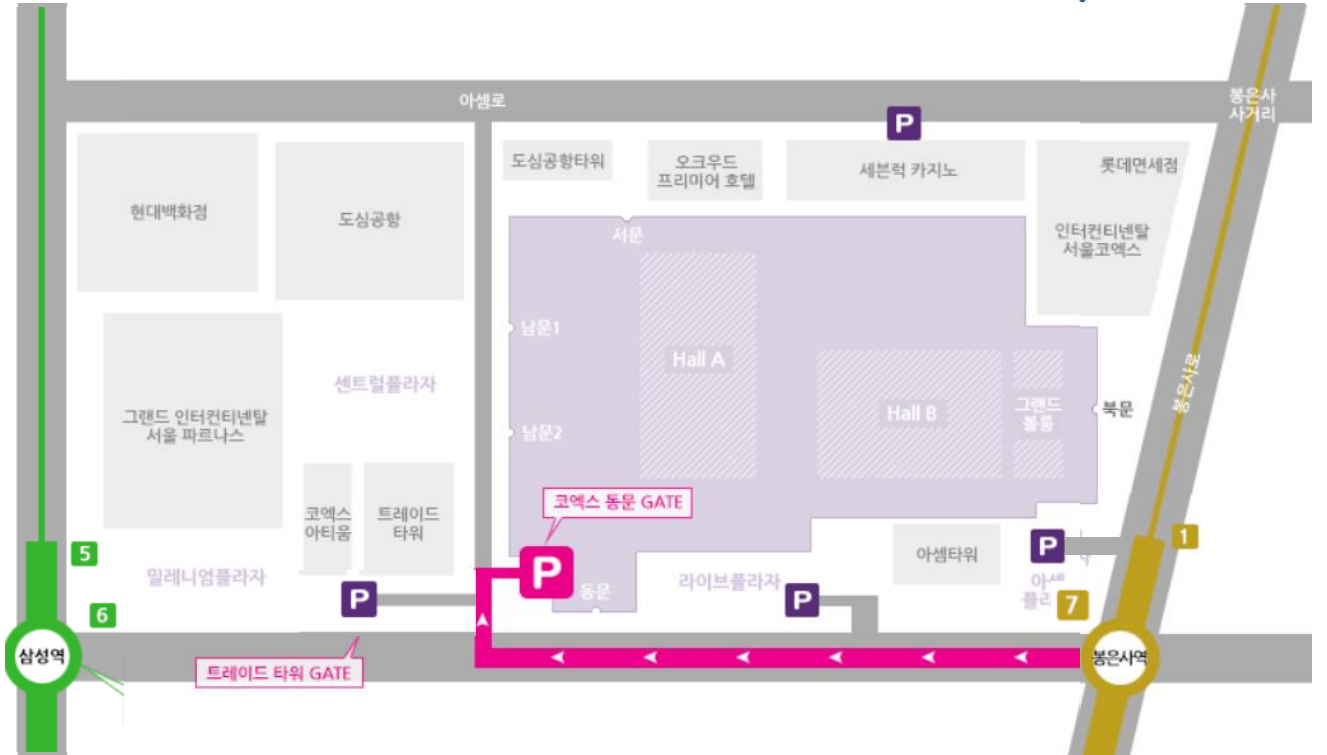 아셈로
봉은사
사거리
P
도심공항타워
오크우드
프리미어 호텔
세븐럭 카지노
롯데면세점
현대백화점
도심공항
서문
인터컨티넨탈
서울코엑스
남문1
Hall A
센트럴플라자
봉은사로
그랜드 인터컨티넨탈
서울 파르나스
남문2
Hall B
그랜드
볼룸
북문
코엑스 동문 GATE
코엑스
아티움
트레이드
타워
5
밀레니엄플라자
P
동문
라이브플라자
아셈타워
P
1
아셈
플라
7
P
P
6
삼성역
트레이드 타워 GATE
봉은사역